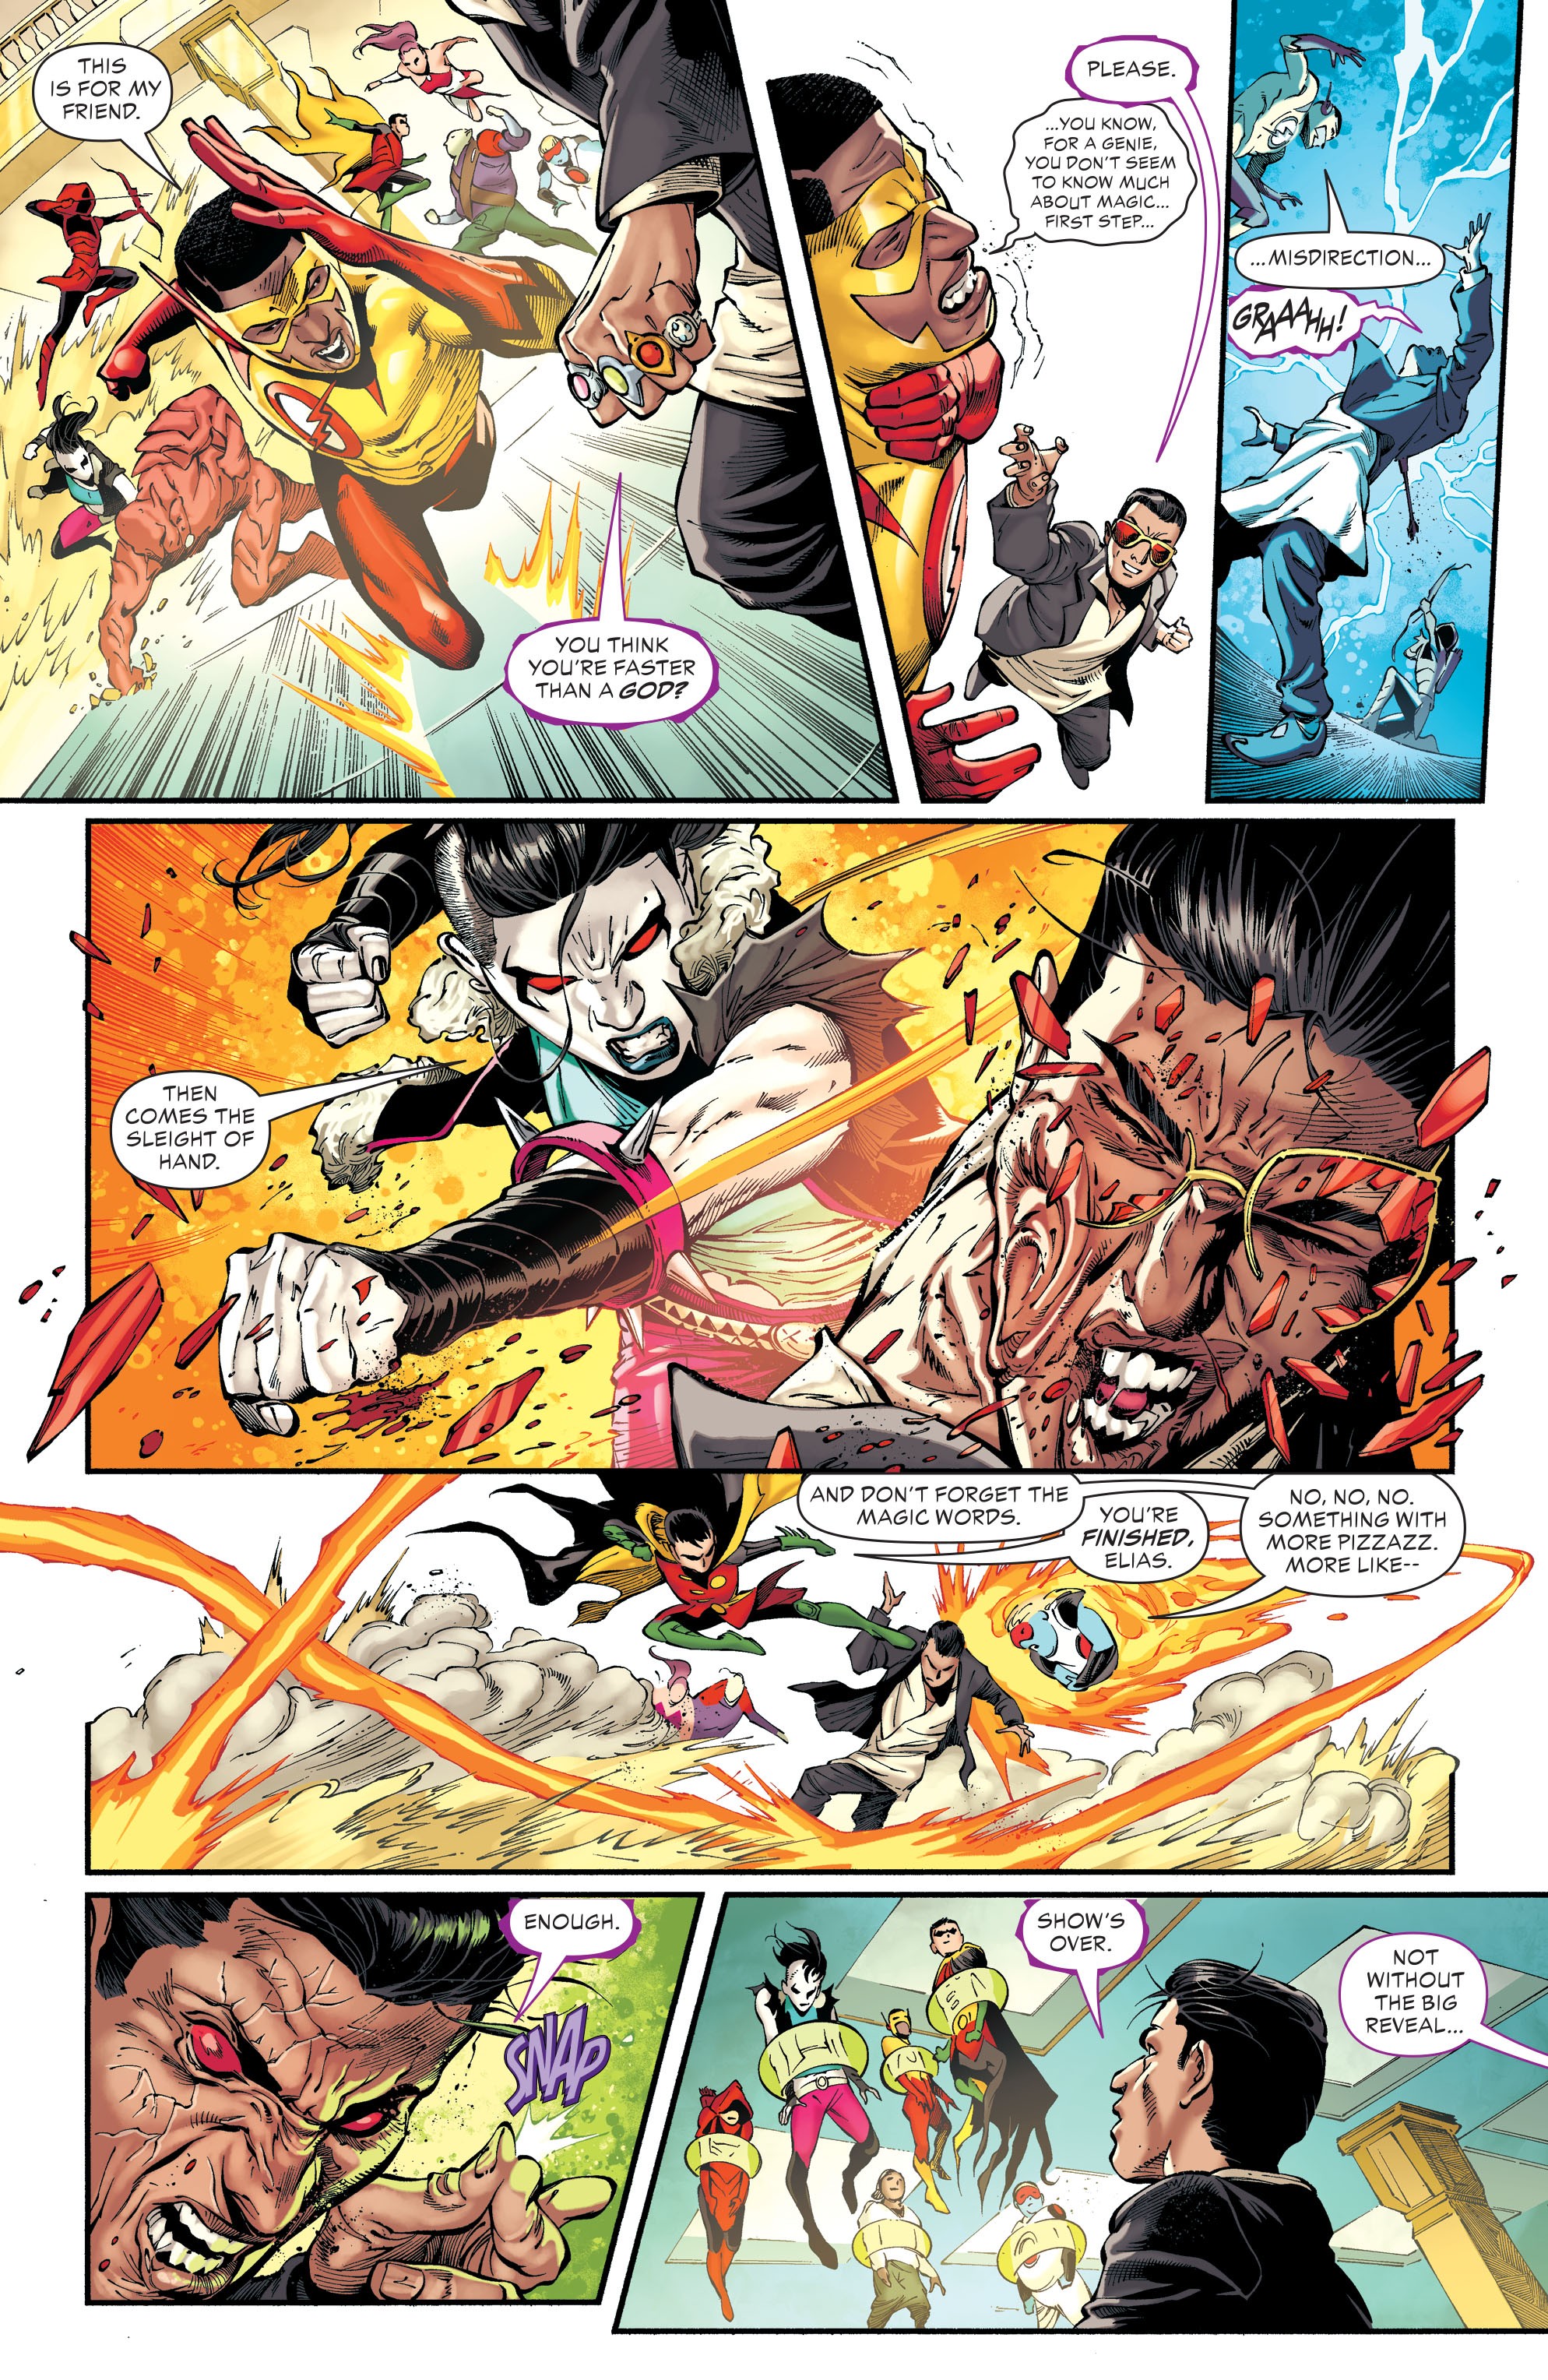 THIS
IS FOR MY
FRIEND.
YOU THINK
YOU'RE FASTER
THAN A GOD?
PLEASE.
...YOU KNOW,
FOR A GENIE,
YOU DON'T SEEM
TO KNOW MUCH
ABOUT MAGIC...
FIRST STEP...
...MISDIRECTION...
GRAAAHH!
THEN
COMES THE
SLEIGHT OF
HAND.
AND DON'T FORGET THE
MAGIC WORDS.
YOU'RE
FINISHED,
ELIAS.
NO, NO, NO.
SOMETHING WITH
MORE PIZZAZZ.
MORE LIKE--
ENOUGH.
SNAP
SHOW'S
OVER.
NOT
WITHOUT
THE BIG
REVEAL...